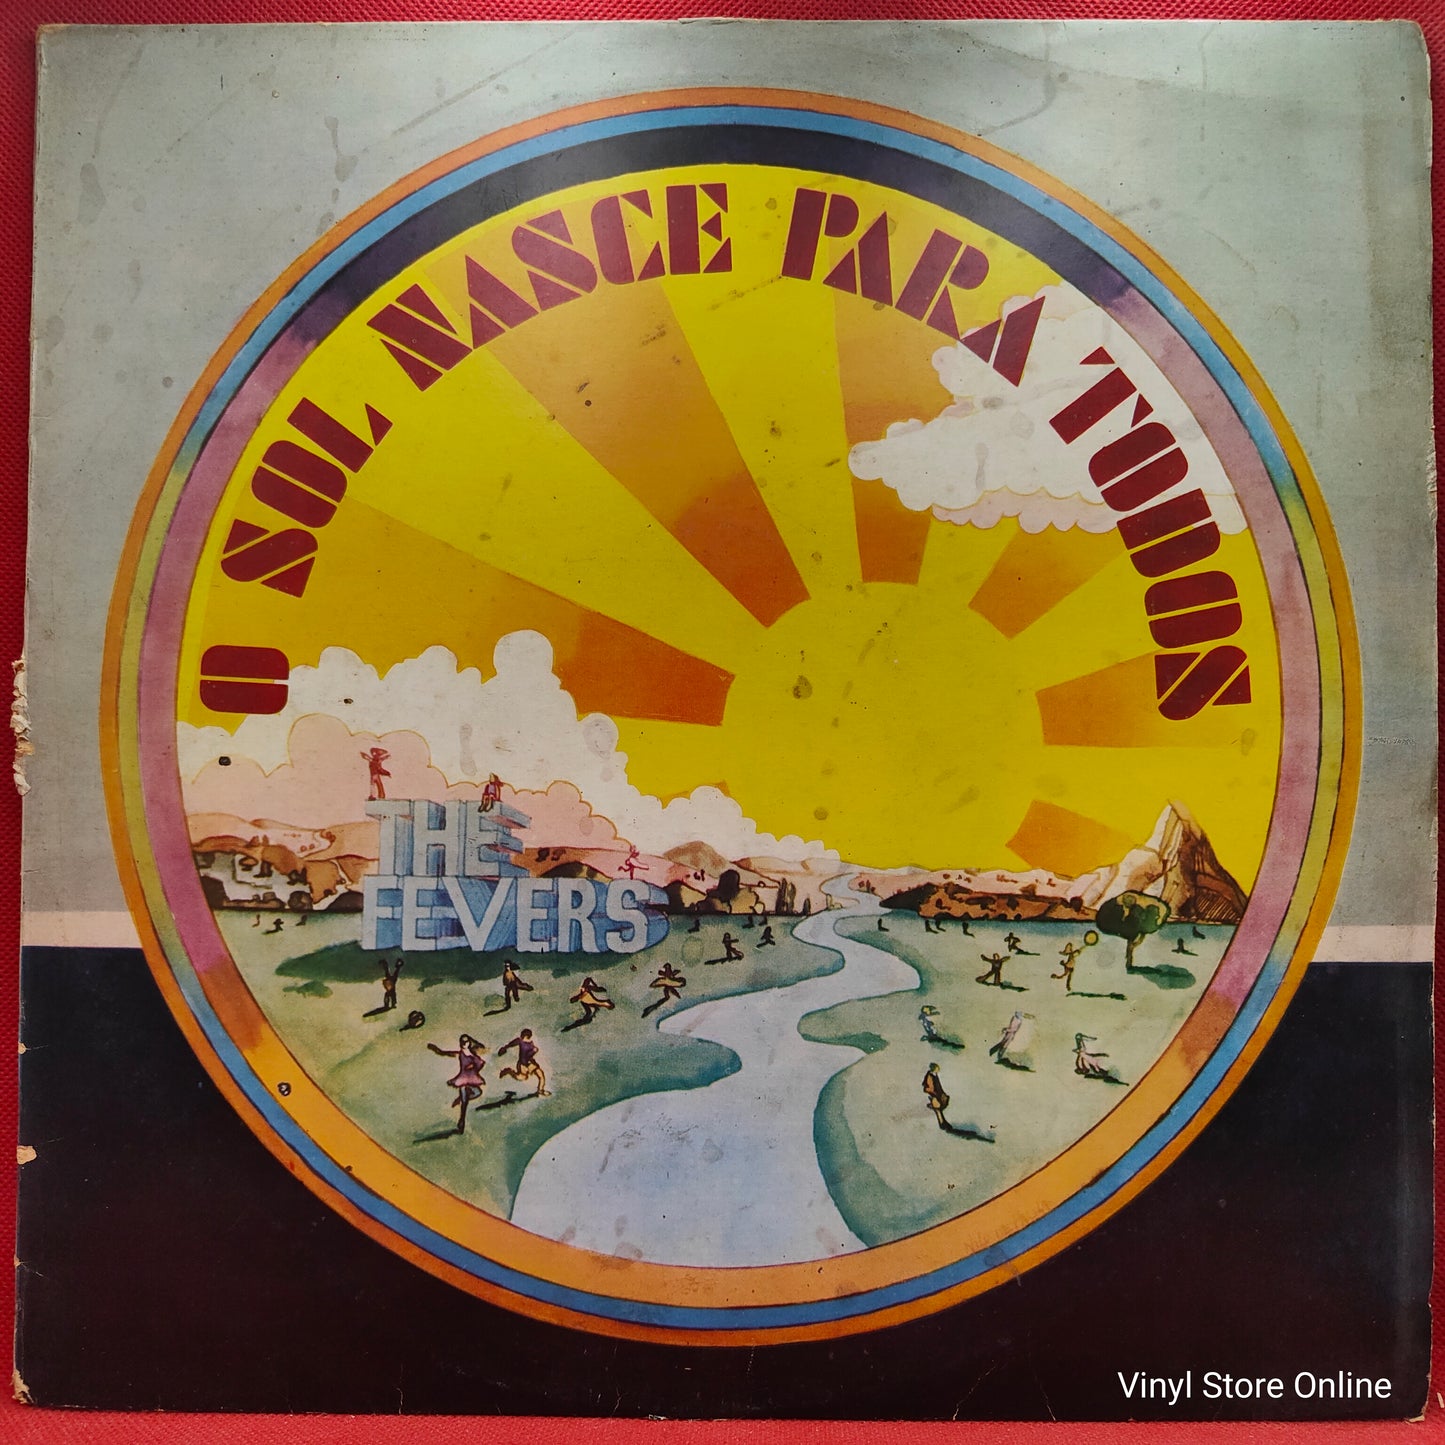 O SOL NASCE PARA TODOS
THE
FEVERS
Vinyl Store Online